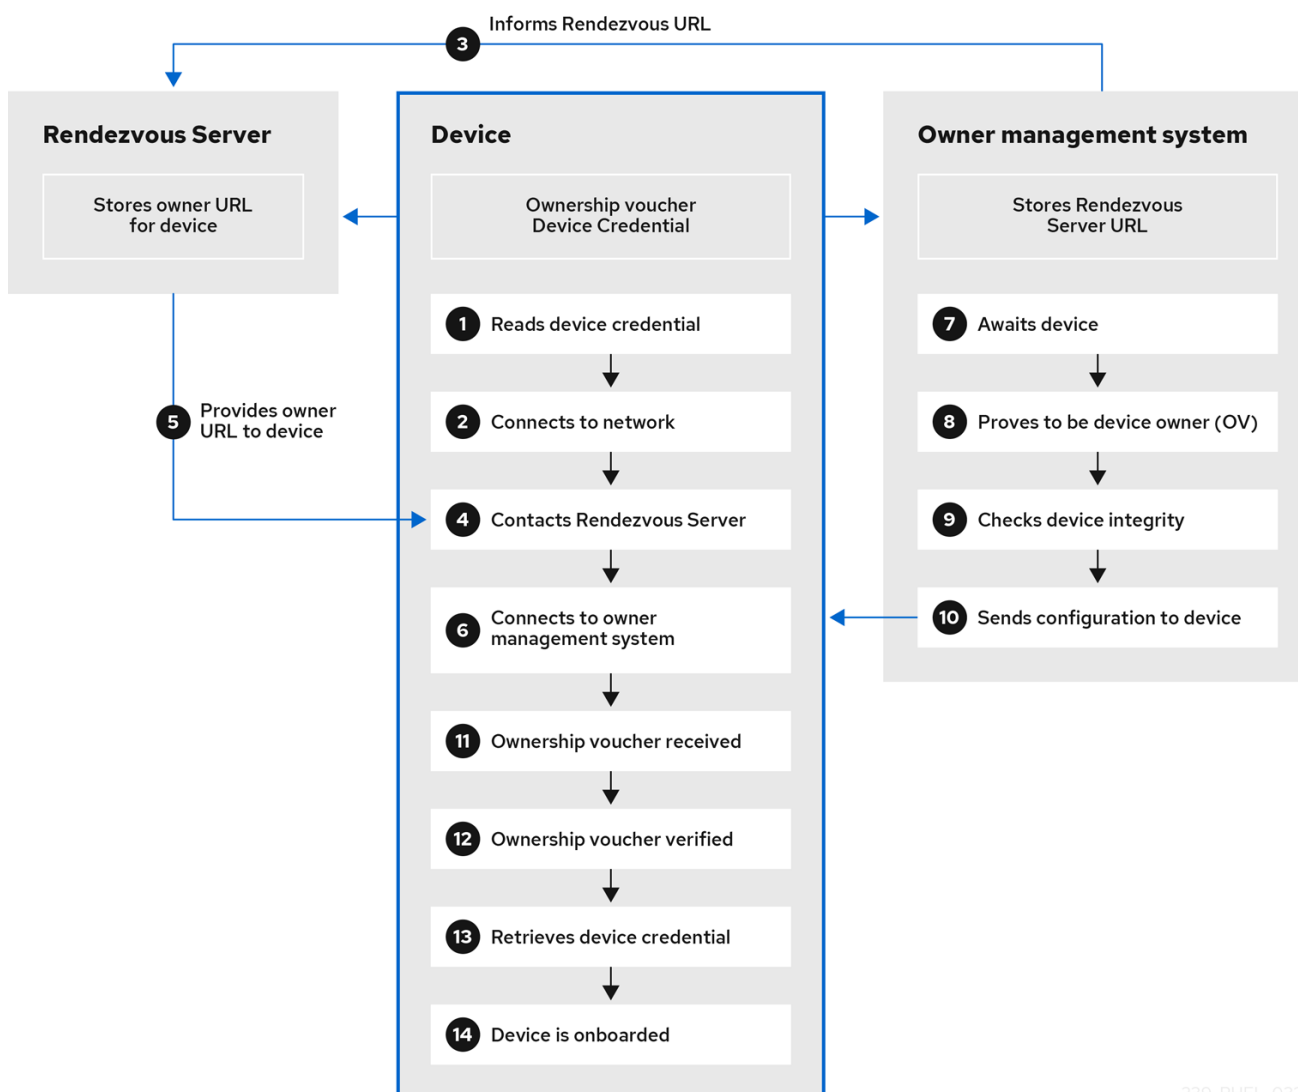 Informs Rendezvous URL
3
Rendezvous Server
Stores owner URL
for device
5
Provides owner
URL to device
Device
Ownership voucher
Device Credential
1 Reads device credential
2 Connects to network
4 Contacts Rendezvous Server
6 Connects to owner
management system
11 Ownership voucher received
12 Ownership voucher verified
13 Retrieves device credential
14 Device is onboarded
Owner management system
Stores Rendezvous
Server URL
7 Awaits device
8 Proves to be device owner (OV)
9 Checks device integrity
10 Sends configuration to device